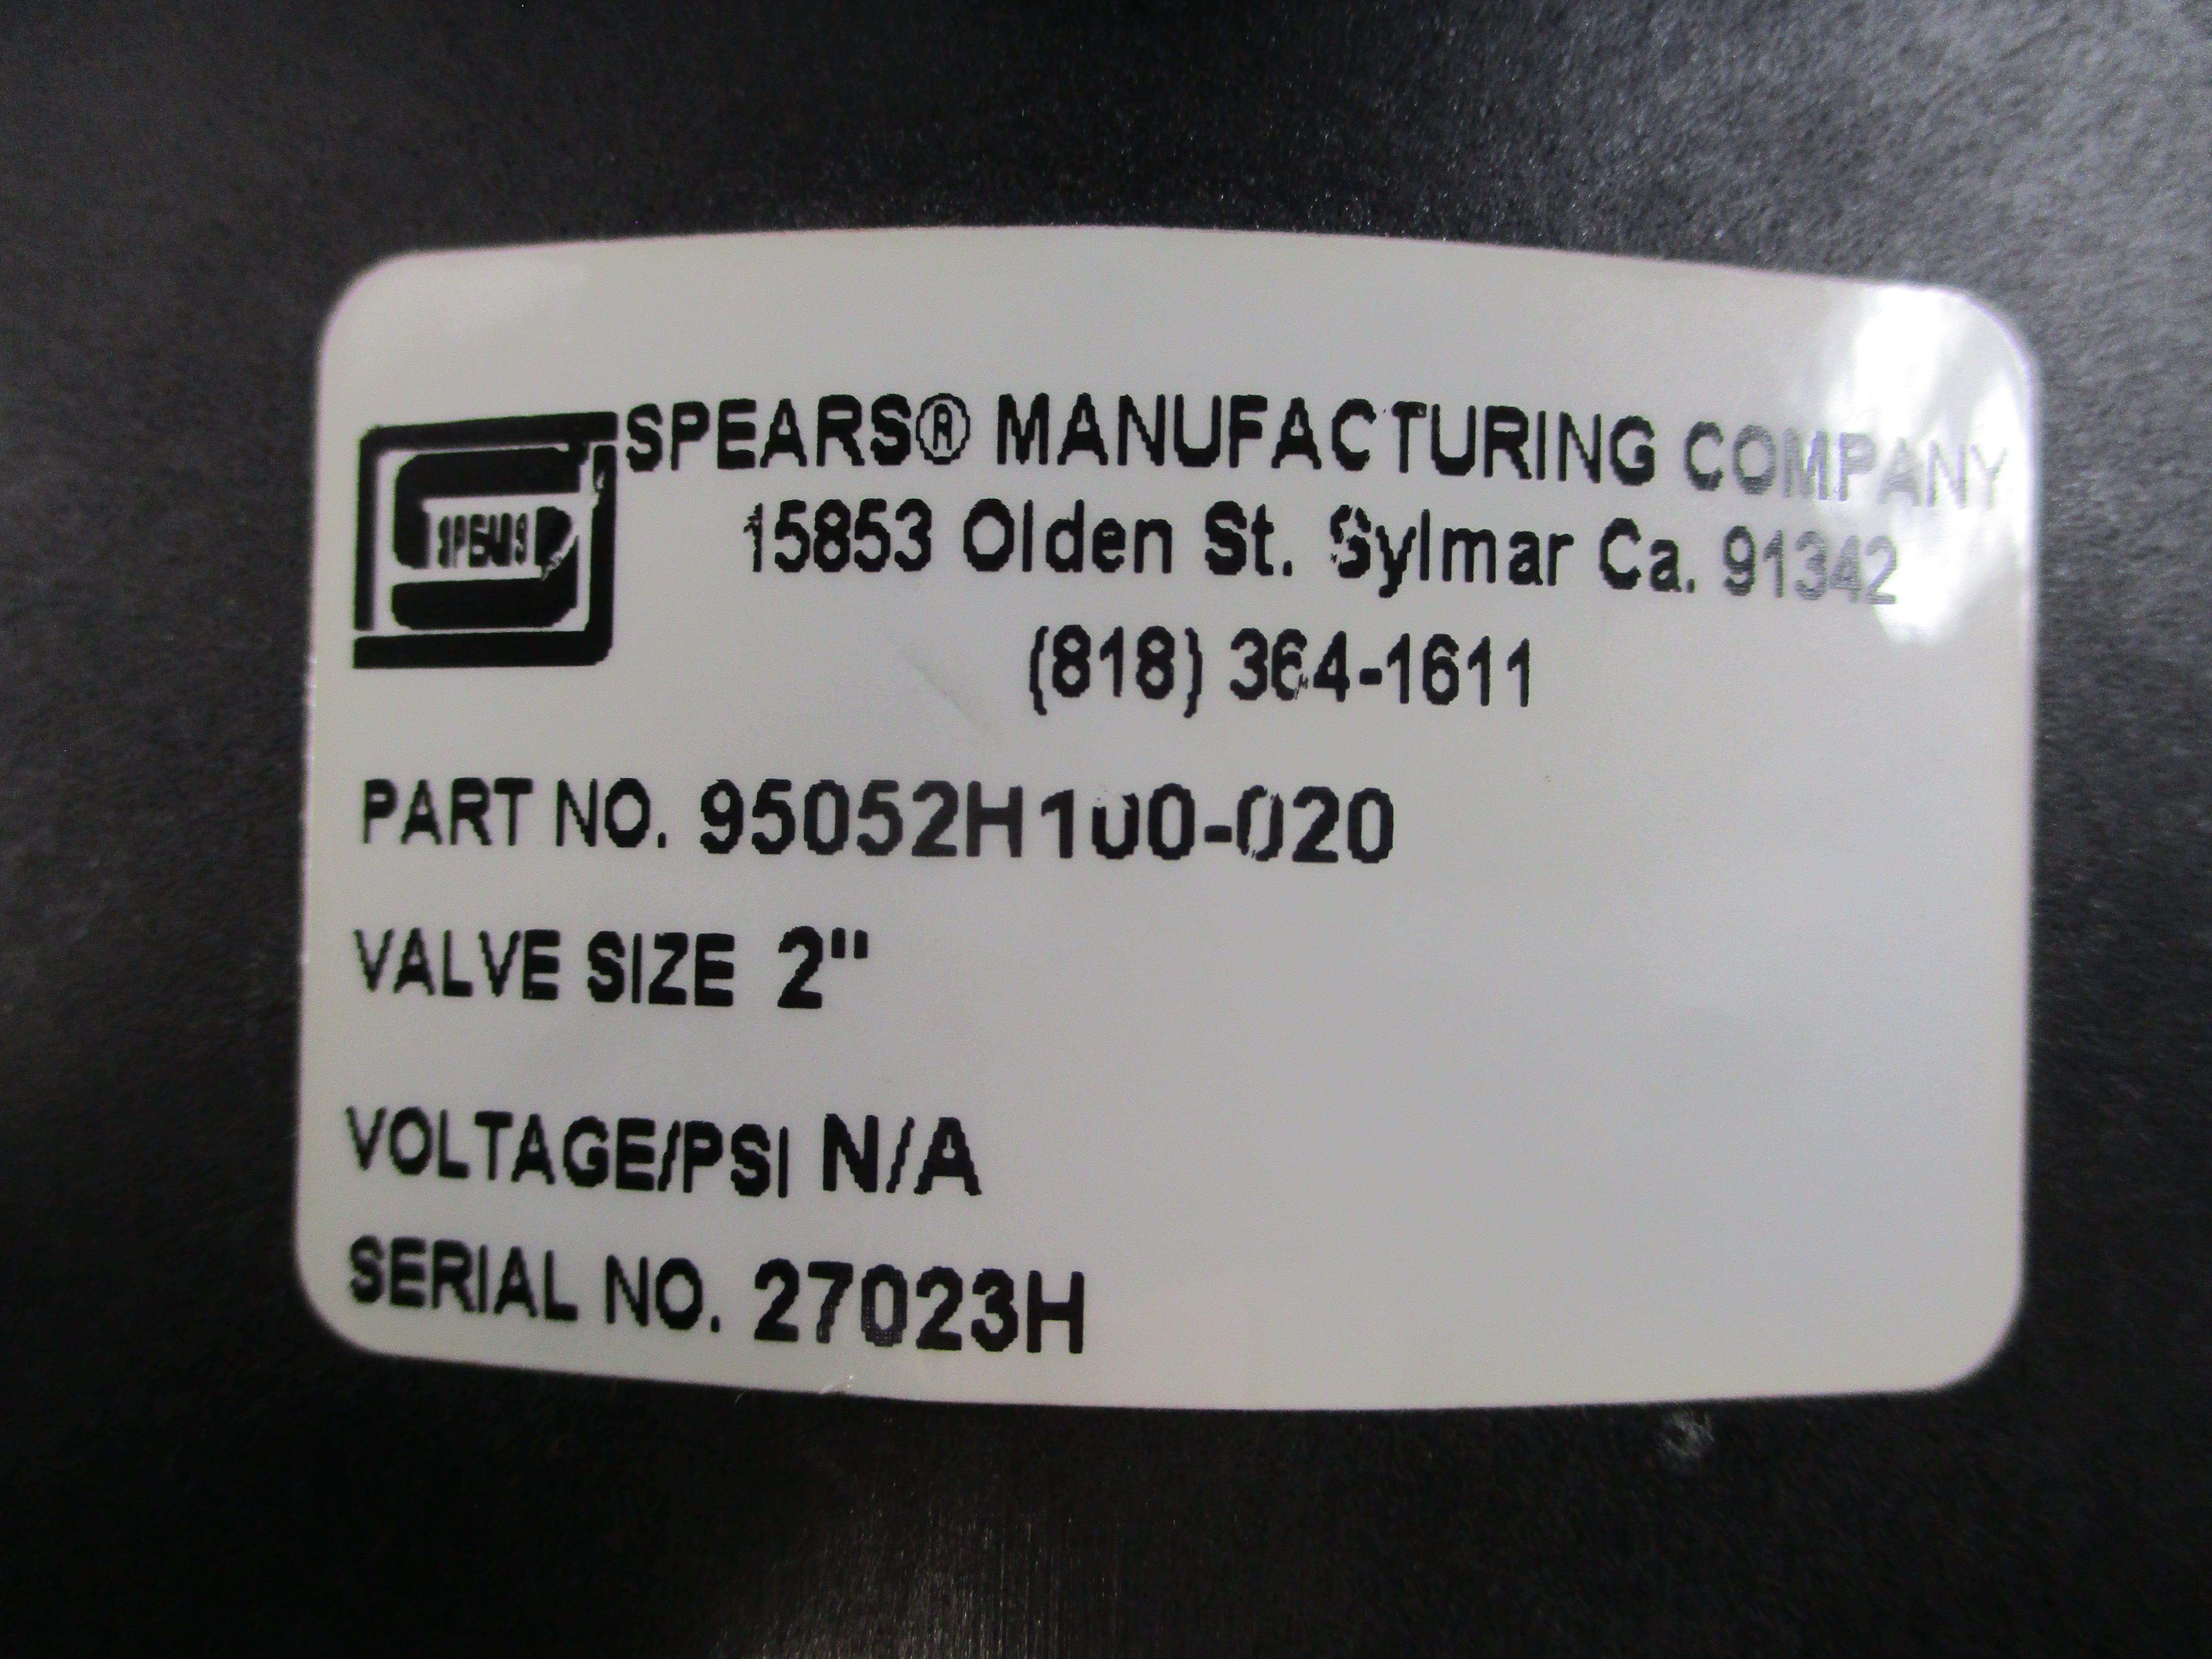 SPEARS® MANUFACTURING COMPANY
SPEARS
15853 Olden St. Sylmar Ca. 91342
(818) 364-1611
PART NO. 95052H100-020
VALVE SIZE 2"
VOLTAGE/PSI N/A
SERIAL NO. 27023H